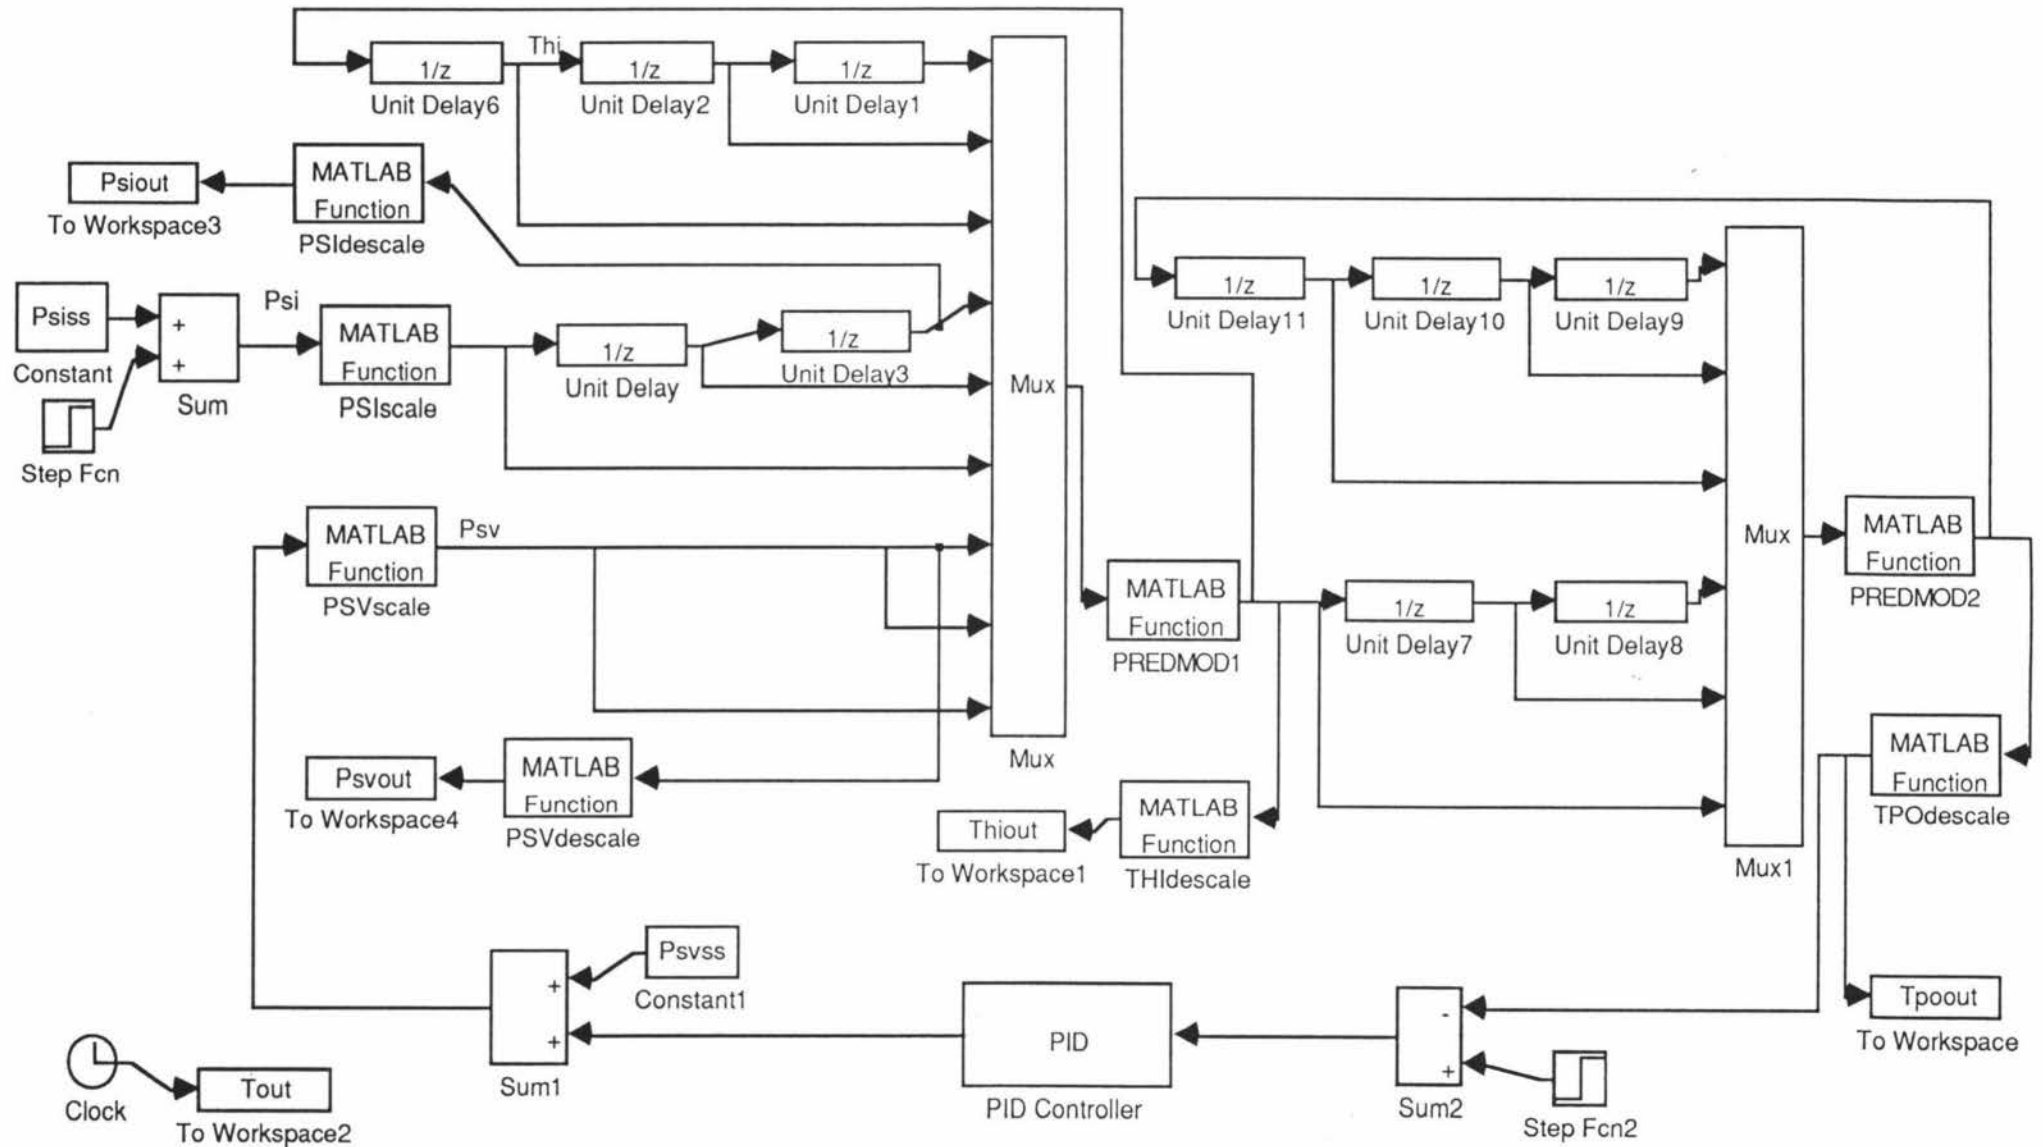 Thi
1/z
Unit Delay6
1/z
Unit Delay2
1/z
Unit Delay1
Psiout
To Workspace3
MATLAB
Function
PSIdescale
Psiss
Constant
Step Fcn
+
+
Sum
Psi
MATLAB
Function
PSIscale
1/z
Unit Delay
1/z
Unit Delay3
Mux
Mux
MATLAB
Function
PSVscale
Psv
Psvout
To Workspace4
MATLAB
Function
PSVdescale
MATLAB
Function
PREDMOD1
Thiout
To Workspace1
MATLAB
Function
THIdescale
1/z
Unit Delay11
1/z
Unit Delay10
1/z
Unit Delay9
1/z
Unit Delay7
1/z
Unit Delay8
Mux
Mux1
MATLAB
Function
PREDMOD2
MATLAB
Function
TPOdescale
Tpoout
To Workspace
Psvss
Constant1
+
+
Sum1
PID
PID Controller
-
+
Sum2
Step Fcn2
Clock
Tout
To Workspace2